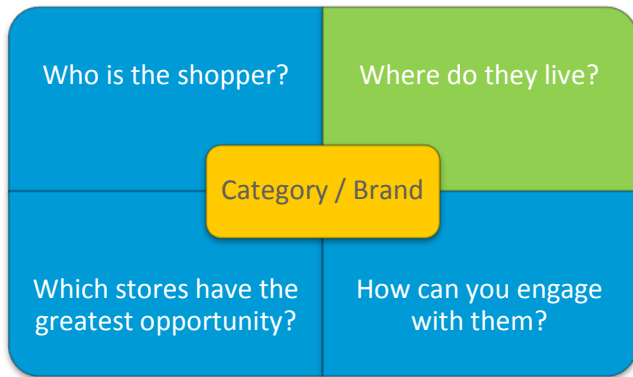 Who is the shopper?
Where do they live?
Category / Brand
Which stores have the
greatest opportunity?
How can you engage
with them?